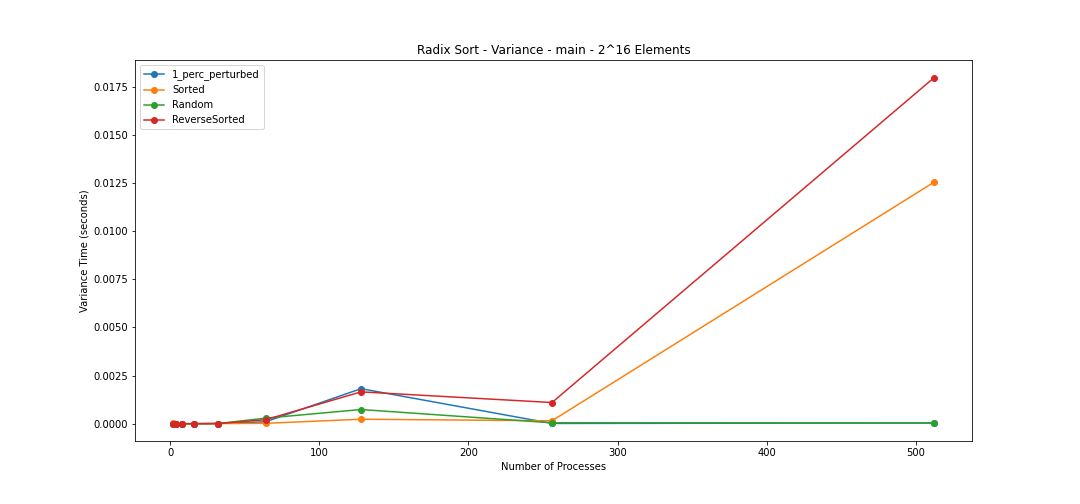 Radix Sort - Variance - main - 2^16 Elements
1_perc_perturbed
Sorted
Random
ReverseSorted
Variance Time (seconds)
0.0175
0.0150
0.0125
0.0100
0.0075
0.0050
0.0025
0.0000
0 100 200 300 400 500
Number of Processes